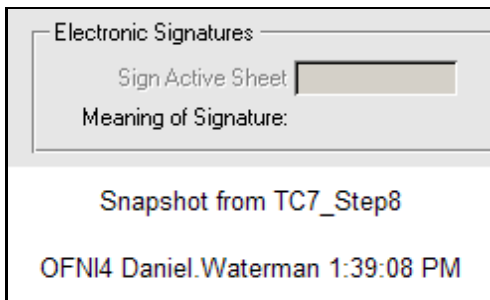 Electronic Signatures
Sign Active Sheet
Meaning of Signature:
Snapshot from TC7_Step8
OFNI4 Daniel.Waterman 1:39:08 PM